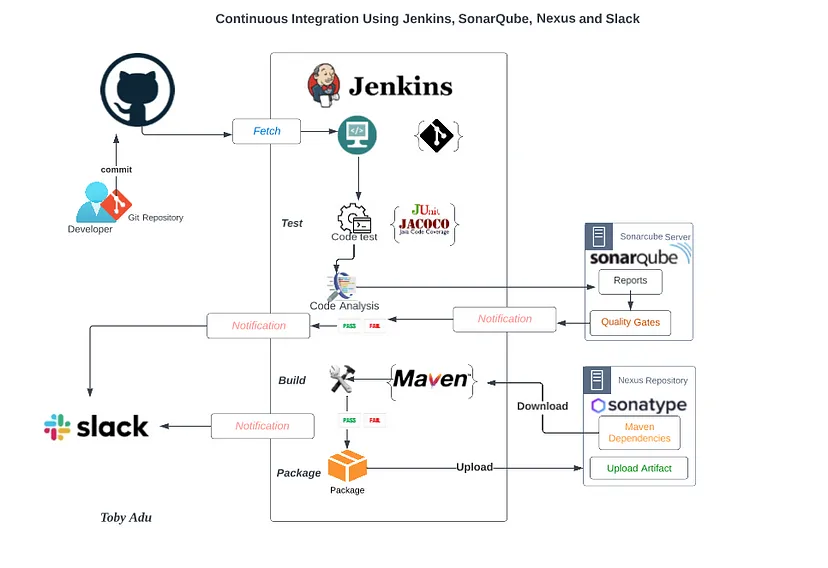 Continuous Integration Using Jenkins, SonarQube, Nexus and Slack
Jenkins
Fetch
commit
Git Repository
Developer
Test
Code test
JUnit
JACOCO
Java Code Coverage
Sonarcube Server
sonarqube
Reports
Code Analysis
Notification
PASS FAIL
Notification
Quality Gates
Build
Maven™
Nexus Repository
sonatype
Download
Maven
Dependencies
slack
Notification
PASS FAIL
Package
Package
Upload
Upload Artifact
Toby Adu